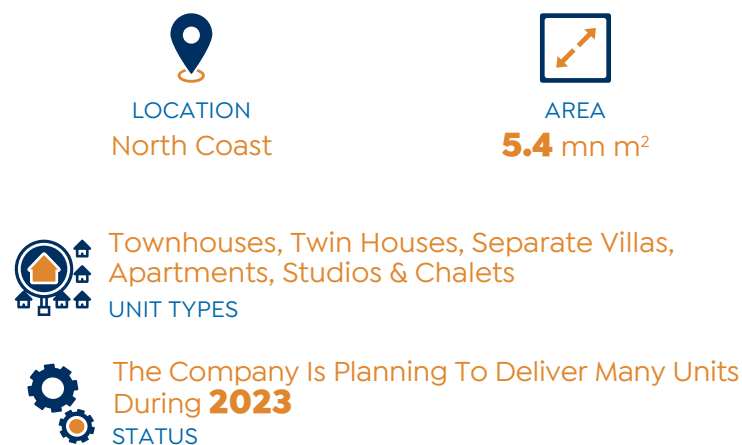 LOCATION
North Coast
AREA
5.4 mn m²
Townhouses, Twin Houses, Separate Villas,
Apartments, Studios & Chalets
UNIT TYPES
The Company Is Planning To Deliver Many Units
During 2023
STATUS